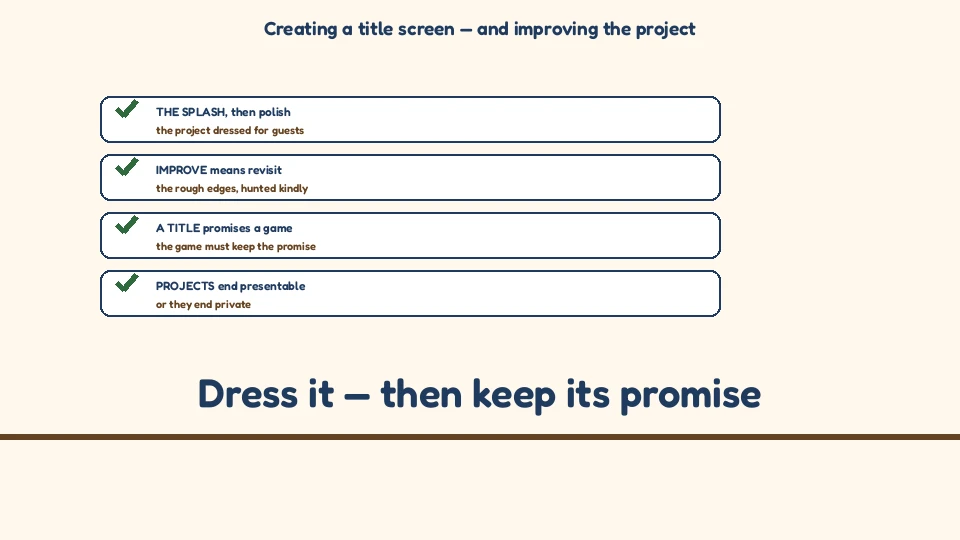 Creating a title screen — and improving the project
THE SPLASH, then polish
the project dressed for guests
IMPROVE means revisit
the rough edges, hunted kindly
A TITLE promises a game
the game must keep the promise
PROJECTS end presentable
or they end private
Dress it — then keep its promise